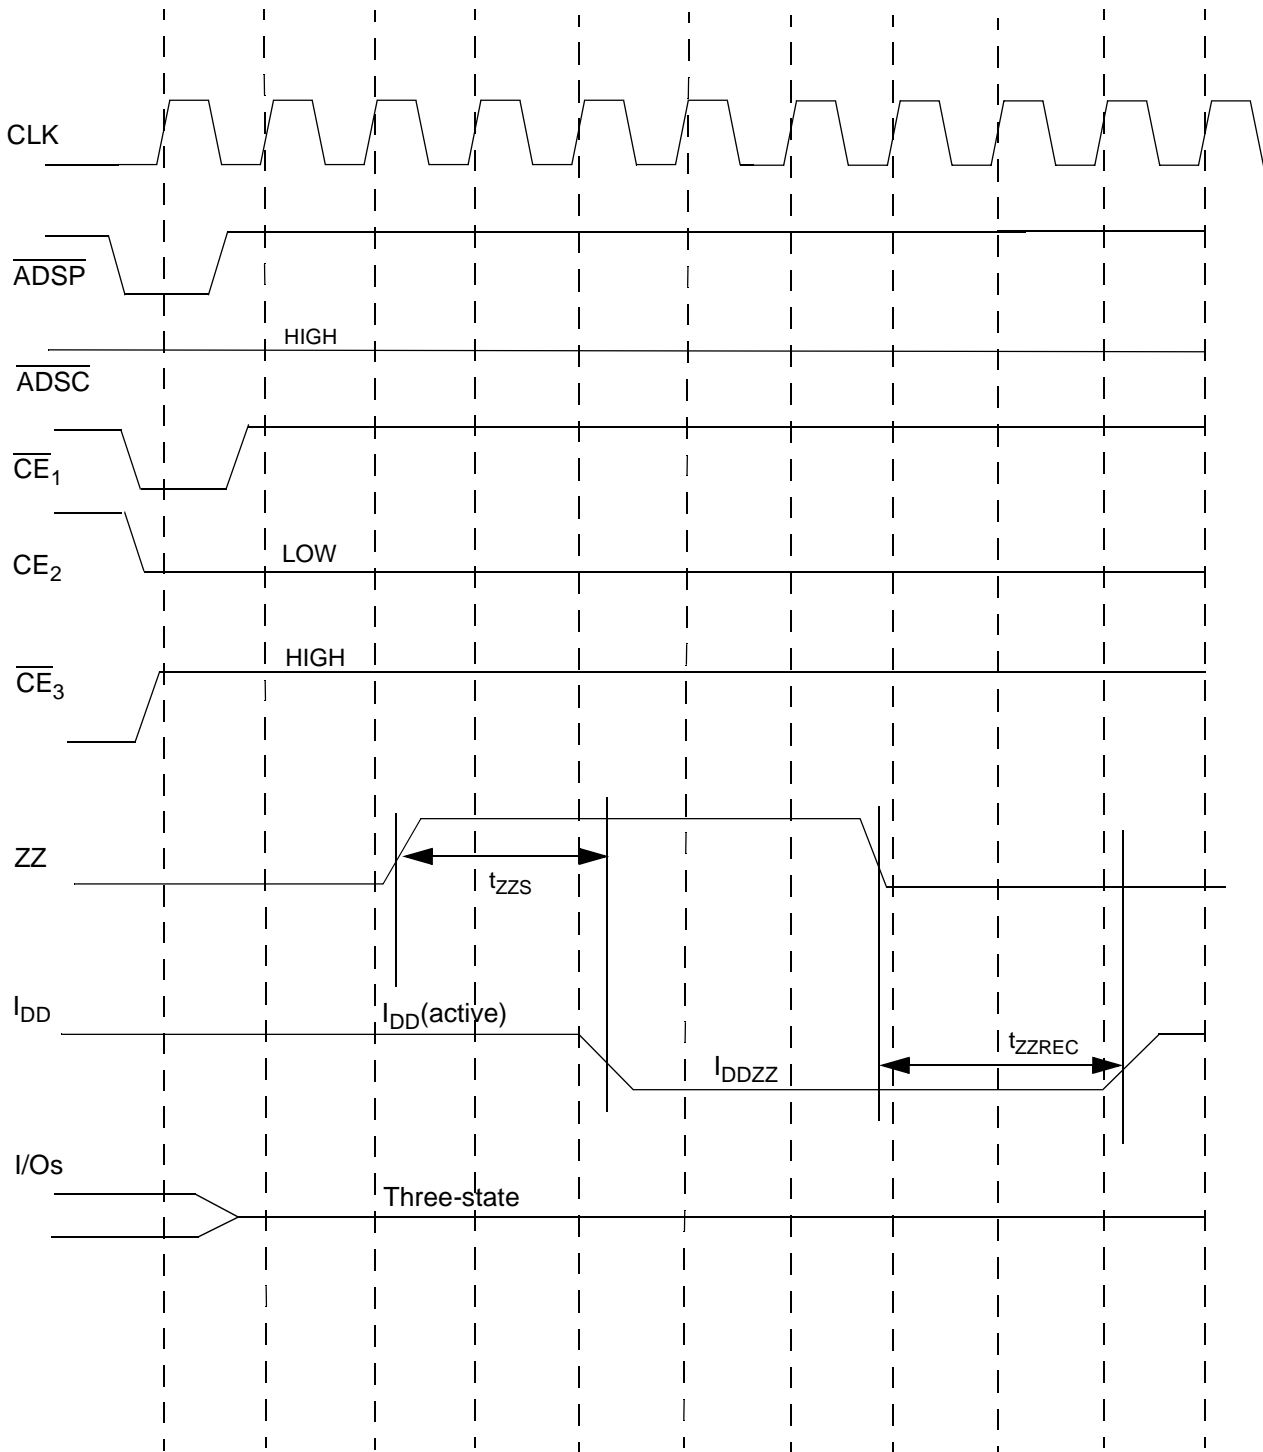 CLK
ADSP
HIGH
ADSC
CE1
LOW
CE2
HIGH
CE3
ZZ
tZZS
IDD
IDD(active)
tZZREC
IDDZZ
I/Os
Three-state